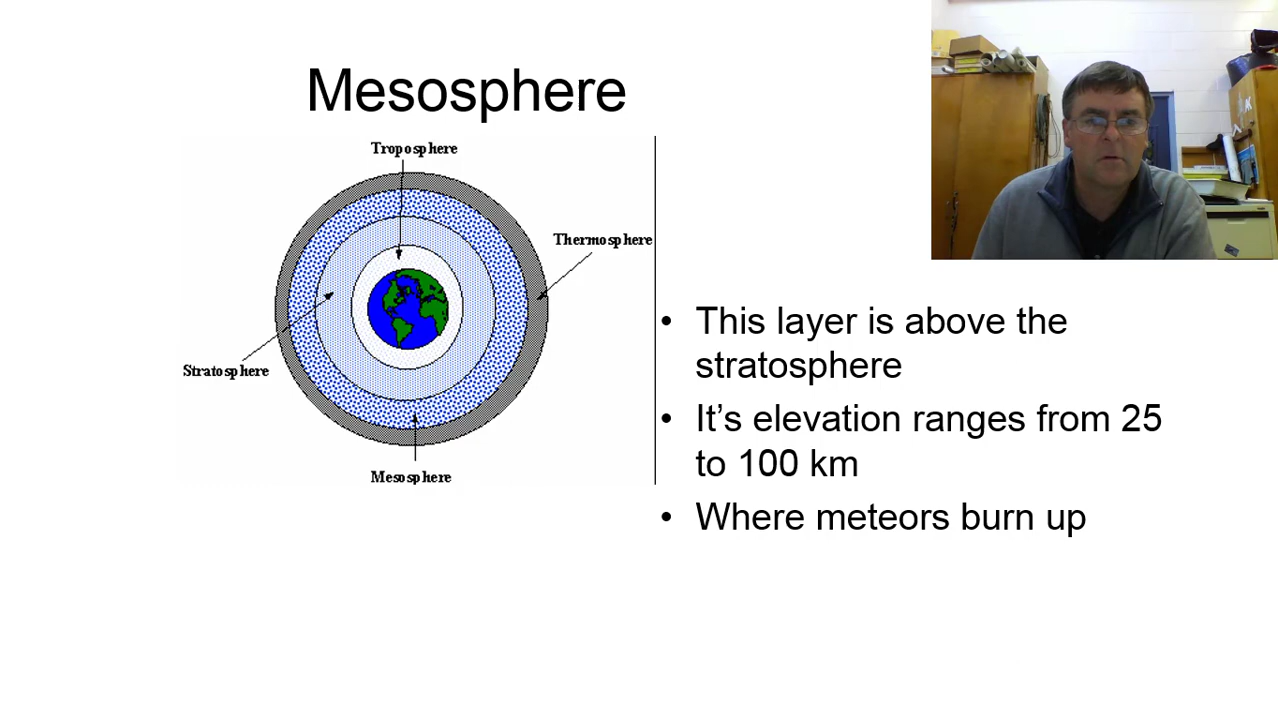 Mesosphere
Troposphere
Thermosphere
Stratosphere
Mesosphere
• This layer is above the
stratosphere
• It’s elevation ranges from 25
to 100 km
• Where meteors burn up